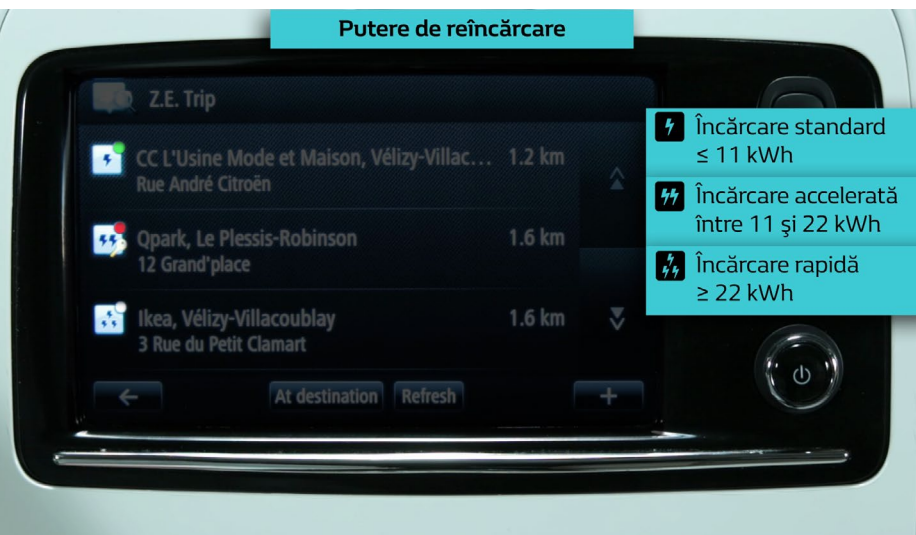 Putere de reîncărcare
Z.E. Trip
CC L'Usine Mode et Maison, Vélizy-Villac... 1.2 km
Rue André Citroën
Qpark, Le Plessis-Robinson 1.6 km
12 Grand'place
Ikea, Vélizy-Villacoublay 1.6 km
3 Rue du Petit Clamart
At destination Refresh
Încărcare standard
≤ 11 kWh
Încărcare accelerată
între 11 şi 22 kWh
Încărcare rapidă
≥ 22 kWh